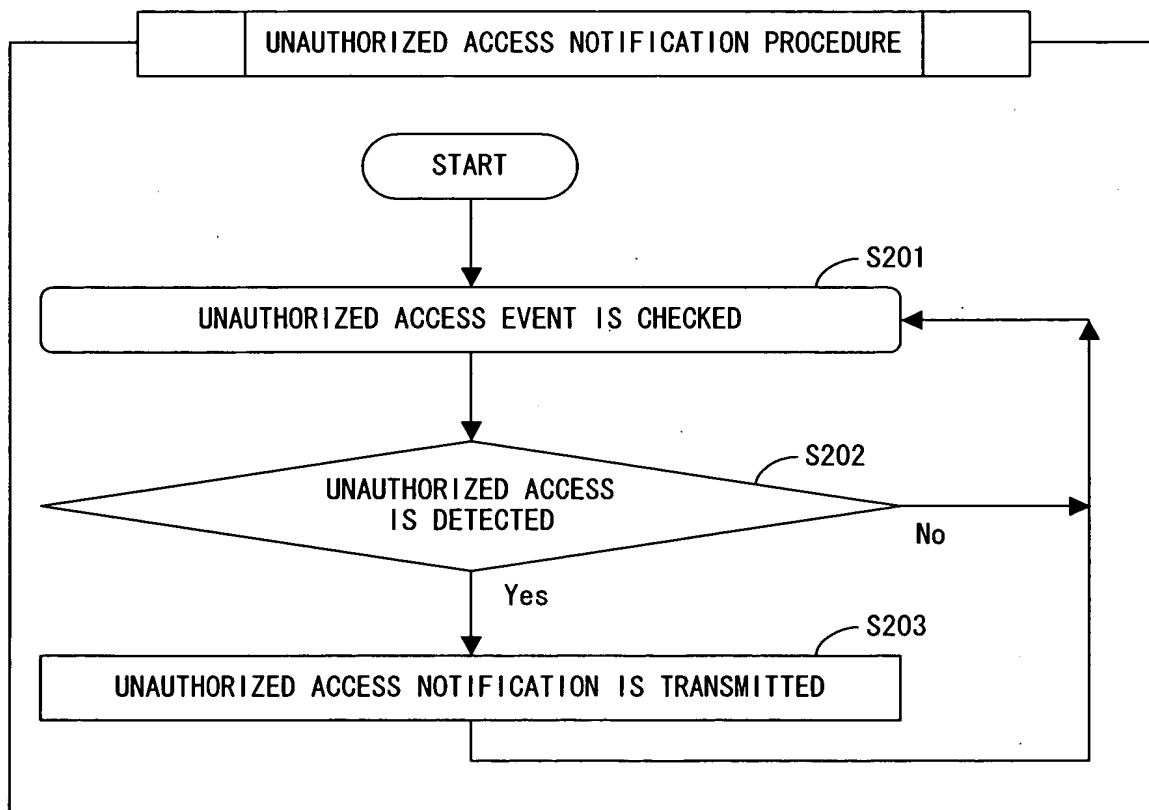 UNAUTHORIZED ACCESS NOTIFICATION PROCEDURE
START
S201
UNAUTHORIZED ACCESS EVENT IS CHECKED
S202
UNAUTHORIZED ACCESS
IS DETECTED
No
Yes
S203
UNAUTHORIZED ACCESS NOTIFICATION IS TRANSMITTED